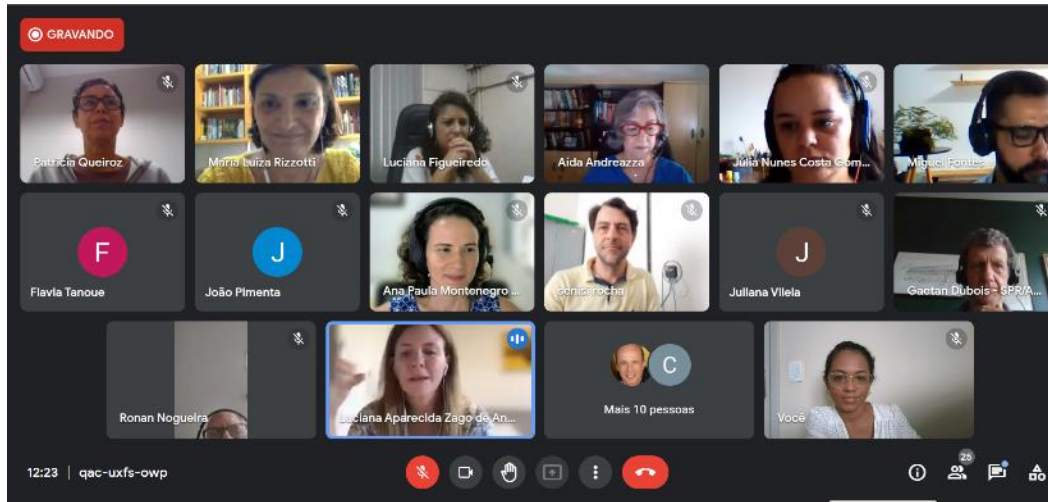 GRAVANDO
Patrícia Queiroz
Maria Luiza Rizzotti
Luciana Figueiredo
Aida Andreazza
Júlia Nunes Costa Gom...
Miguel Fontes
F
J
J
Flavia Tanoue
João Pimenta
Ana Paula Montenegro ...
Juliana Vilela
Gaetan Dubois - SPR/A...
C
Ronan Nogueira
Luciana Aparecida Zago de An...
Mais 10 pessoas
Você
12:23 | qac-uxfs-owp
25